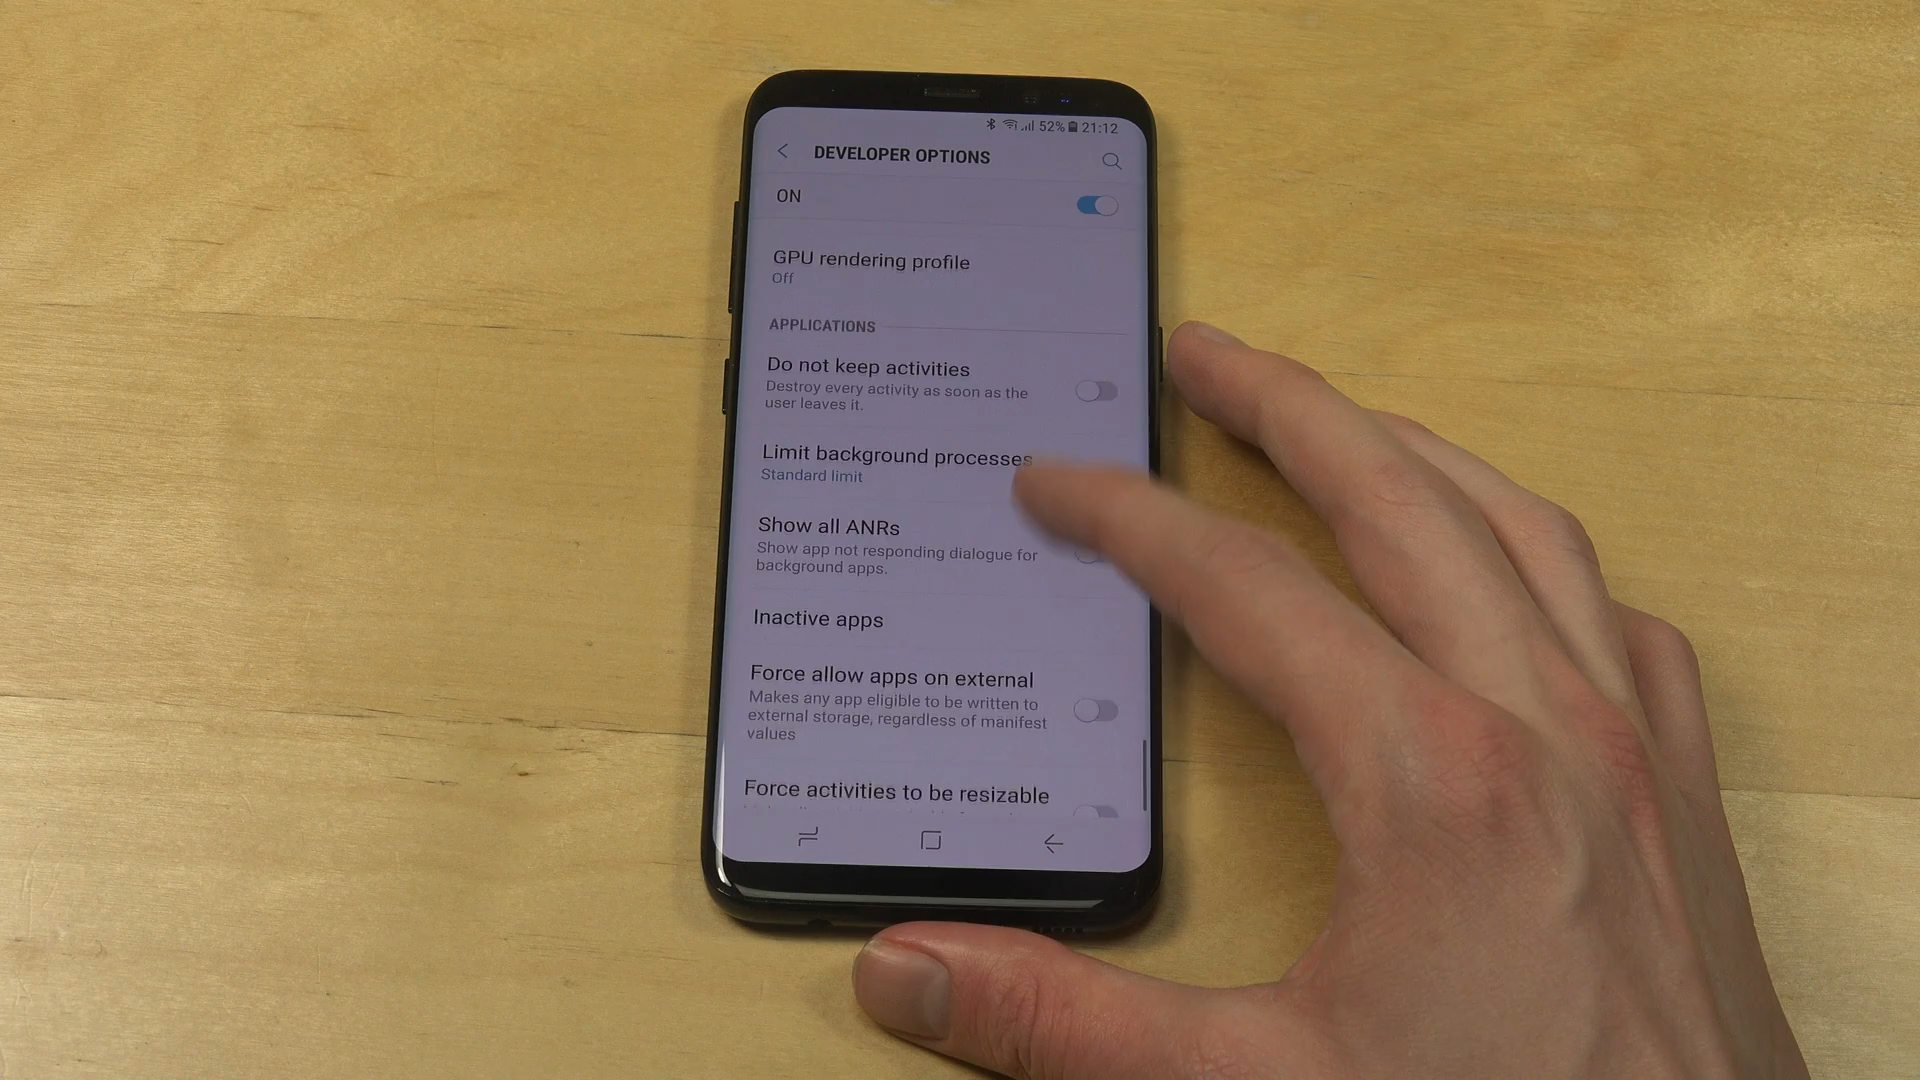 52% 21:12
DEVELOPER OPTIONS
ON
GPU rendering profile
Off
APPLICATIONS
Do not keep activities
Destroy every activity as soon as the
user leaves it.
Limit background processes
Standard limit
Show all ANRs
Show app not responding dialogue for
background apps.
Inactive apps
Force allow apps on external
Makes any app eligible to be written to
external storage, regardless of manifest
values
Force activities to be resizable